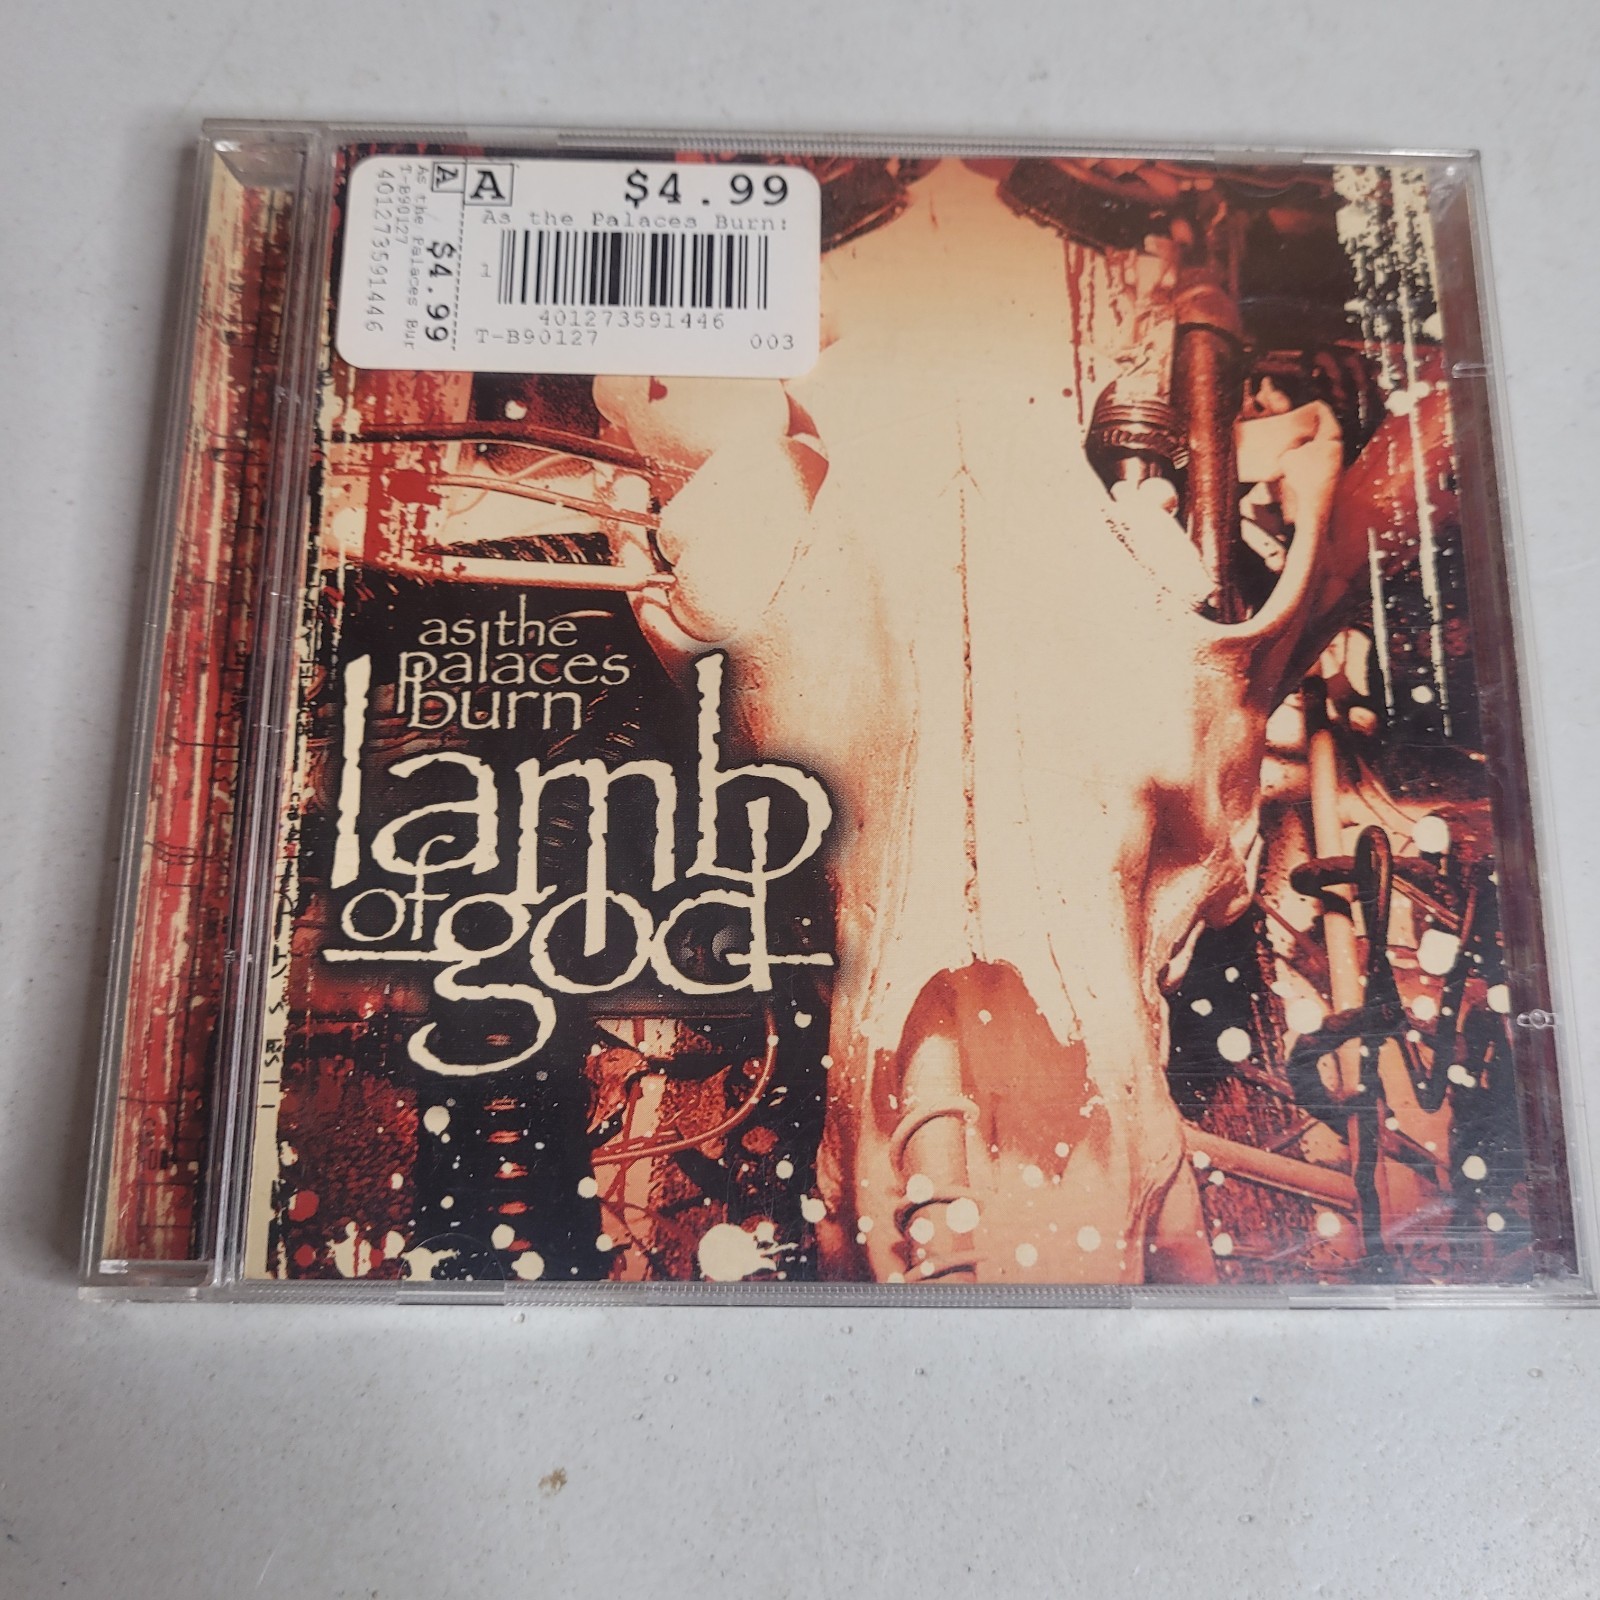 A $4.99
As the Palaces Burn:
1
401273591446
T-B90127 003
A $4.99
As the Palaces Bur
T-B90127
401273591446
as the
palaces
burn
lamb
of god